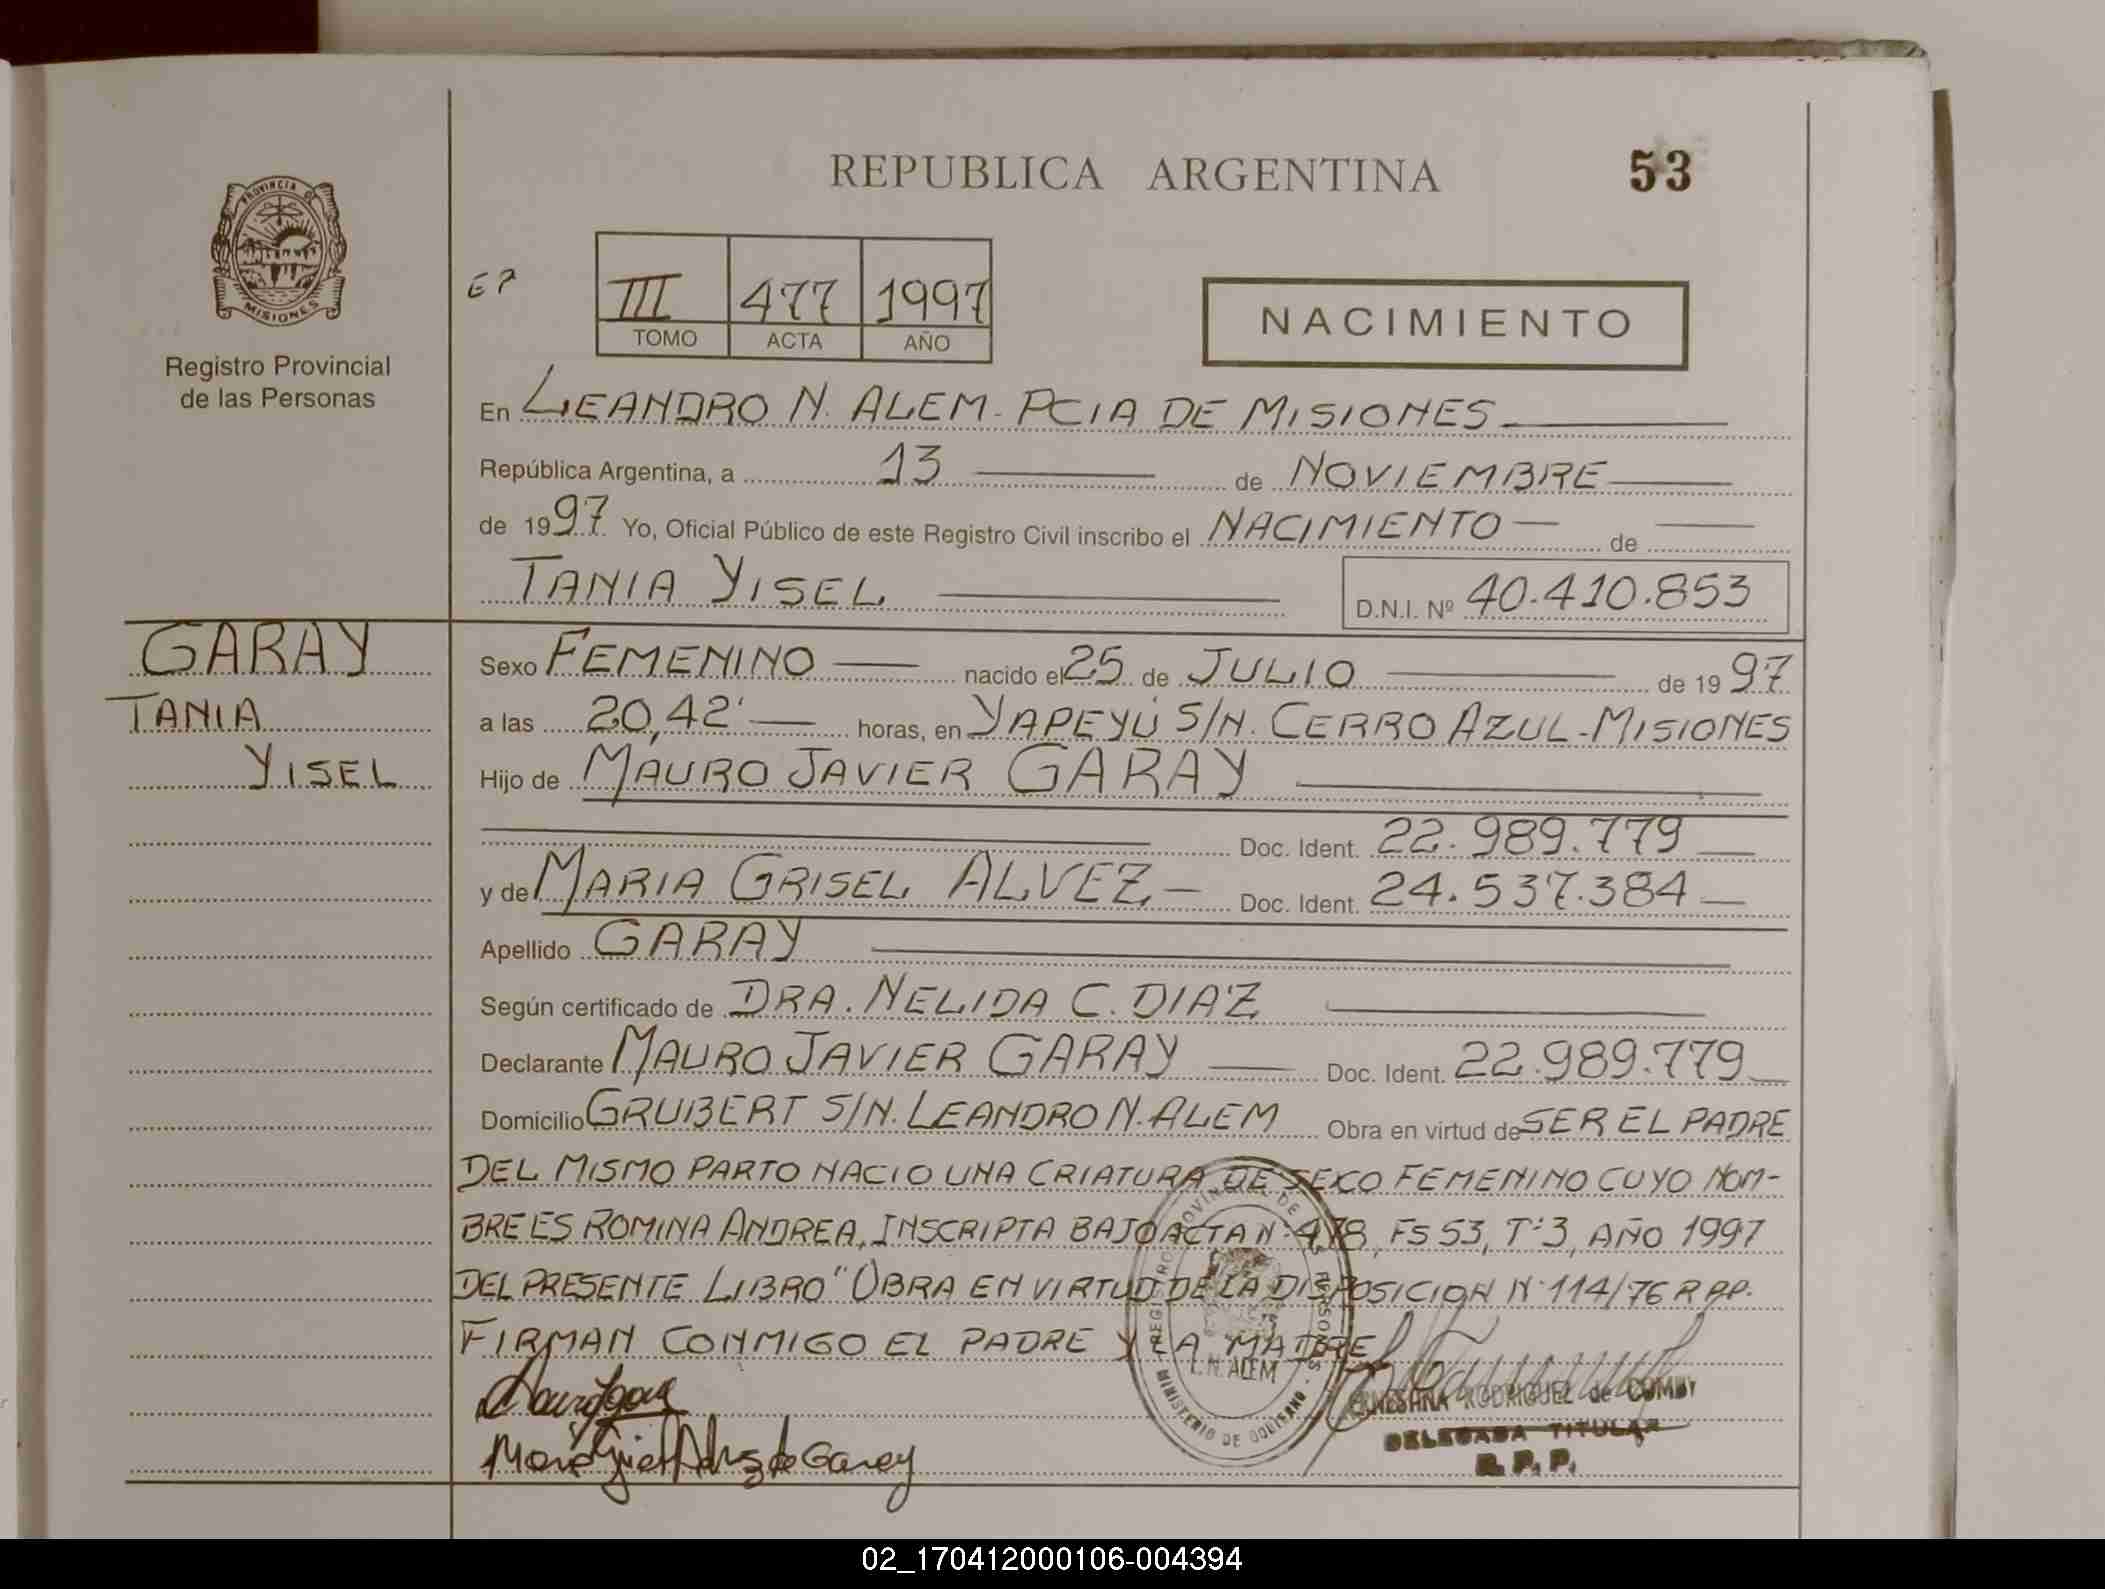 REPUBLICA ARGENTINA
53
PROVINCIA DE
MISIONES
Registro Provincial
de las Personas
III 477 1997
TOMO ACTA AÑO
NACIMIENTO
En LEANDRO N. ALEM - PCIA DE MISIONES
República Argentina, a 13 de NOVIEMBRE
de 1997. Yo, Oficial Público de este Registro Civil inscribo el NACIMIENTO de
TANIA YISEL
D.N.I. Nº 40.410.853
GARAY
TANIA
YISEL
Sexo FEMENINO nacido el 25 de JULIO de 1997
a las 20,42' horas, en YAPEYÚ S/N. CERRO AZUL - MISIONES
Hijo de MAURO JAVIER GARAY
Doc. Ident. 22.989.779
y de MARIA GRISEL ALVEZ Doc. Ident. 24.537.384
Apellido GARAY
Según certificado de DRA. NELIDA C. DIAZ
Declarante MAURO JAVIER GARAY Doc. Ident. 22.989.779
Domicilio GRUBERT S/N. LEANDRO N. ALEM Obra en virtud de SER EL PADRE
DEL MISMO PARTO NACIO UNA CRIATURA DE SEXO FEMENINO CUYO NOM-
BRE ES ROMINA ANDREA, INSCRIPTA BAJO ACTA Nº 478, FS 53, Tº 3, AÑO 1997
DEL PRESENTE LIBRO" OBRA EN VIRTUD DE LA DISPOSICION Nº 114/76 R.P.P.
FIRMAN CONMIGO EL PADRE Y LA MADRE
L. N. ALEM
RODRIGUEZ de COMBY
DELEGADA TITULAR
R. P. P.
02_170412000106-004394